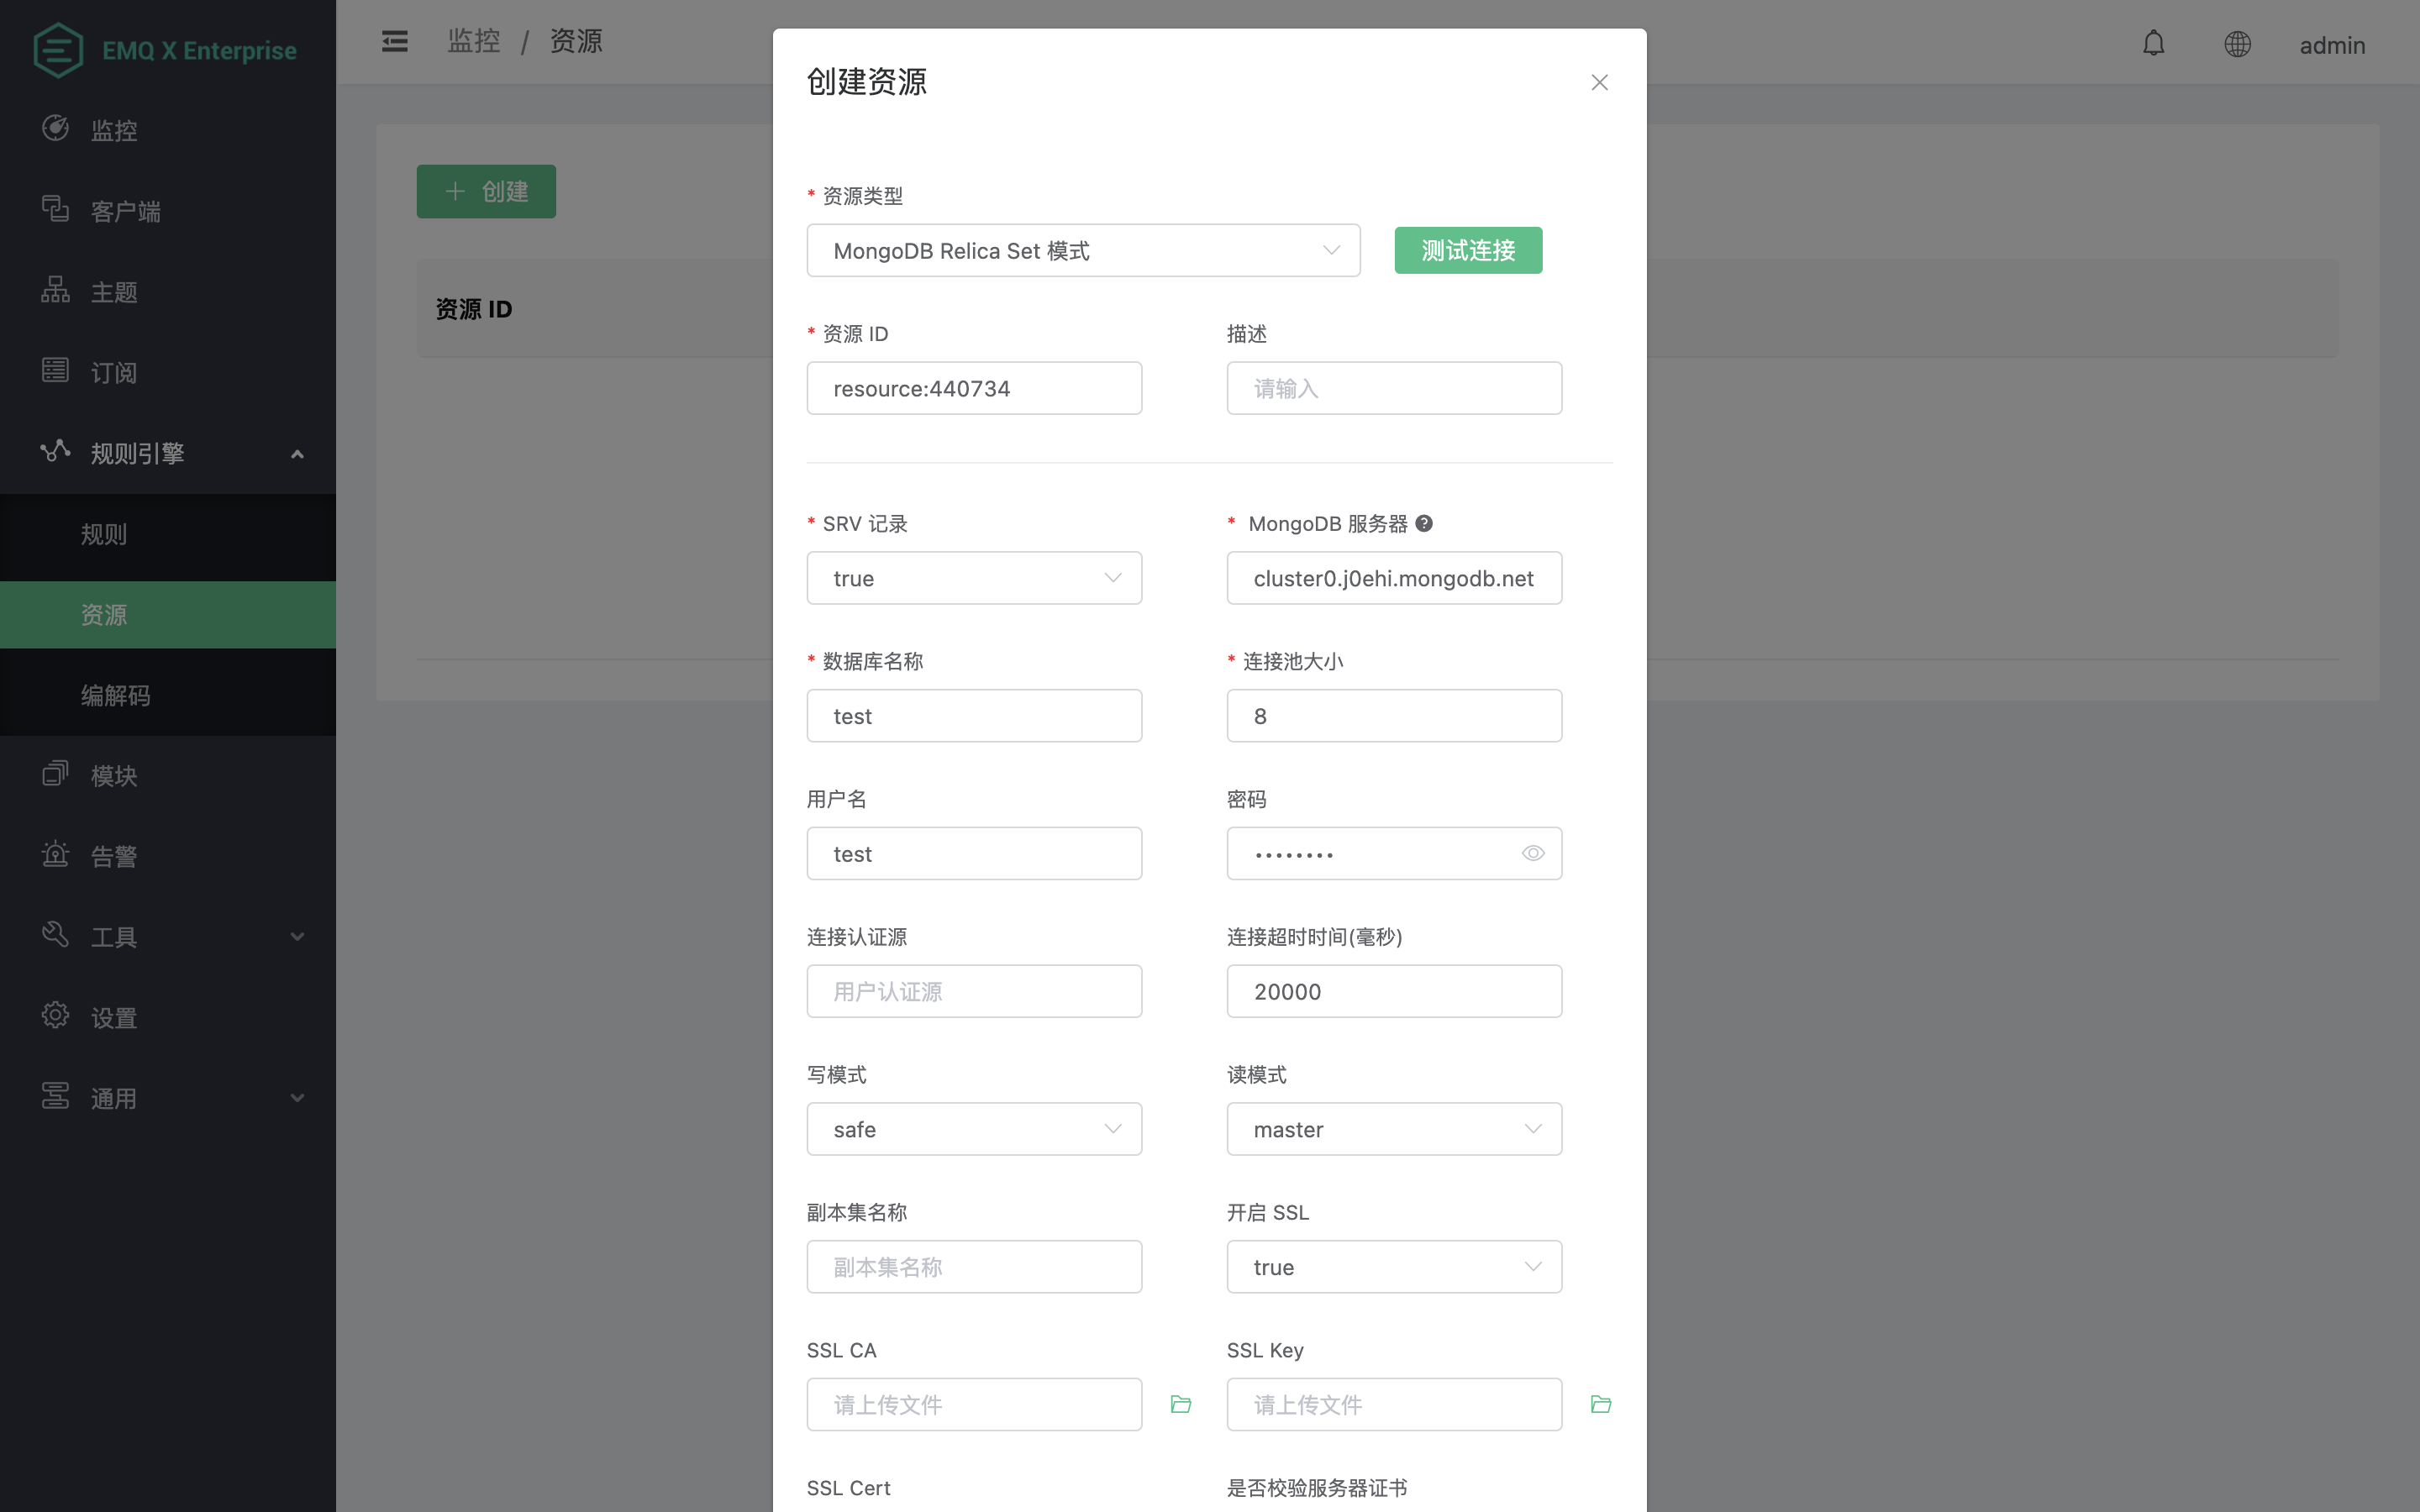 EMQ X Enterprise
监控
客户端
主题
订阅
规则引擎
规则
资源
编解码
模块
告警
工具
设置
通用
监控 / 资源
admin
创建
资源 ID
创建资源
* 资源类型
MongoDB Relica Set 模式
测试连接
* 资源 ID
描述
resource:440734
请输入
* SRV 记录
* MongoDB 服务器
true
cluster0.j0ehi.mongodb.net
* 数据库名称
* 连接池大小
test
8
用户名
密码
test
••••••••
连接认证源
连接超时时间(毫秒)
用户认证源
20000
写模式
读模式
safe
master
副本集名称
开启 SSL
副本集名称
true
SSL CA
SSL Key
请上传文件
请上传文件
SSL Cert
是否校验服务器证书